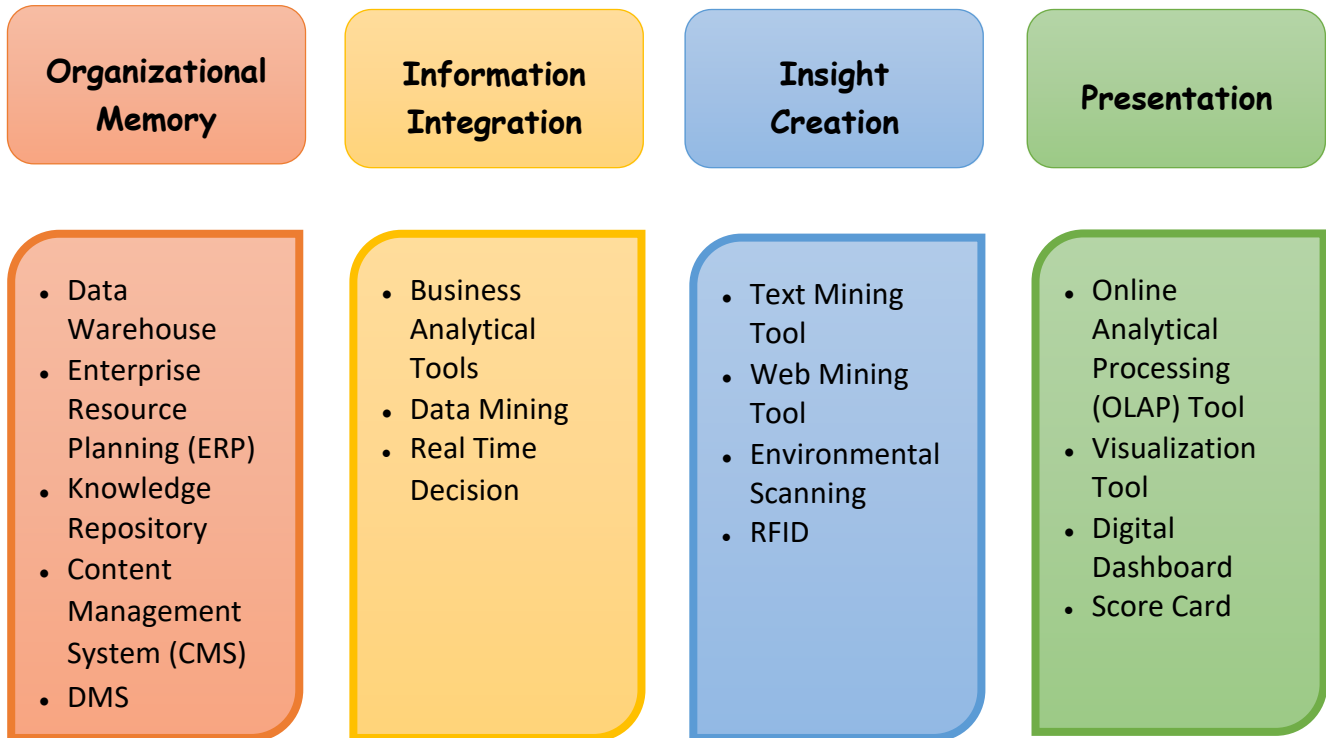 Organizational
Memory
Information
Integration
Insight
Creation
Presentation
• Data
Warehouse
• Enterprise
Resource
Planning (ERP)
• Knowledge
Repository
• Content
Management
System (CMS)
• DMS
• Business
Analytical
Tools
• Data Mining
• Real Time
Decision
• Text Mining
Tool
• Web Mining
Tool
• Environmental
Scanning
• RFID
• Online
Analytical
Processing
(OLAP) Tool
• Visualization
Tool
• Digital
Dashboard
• Score Card